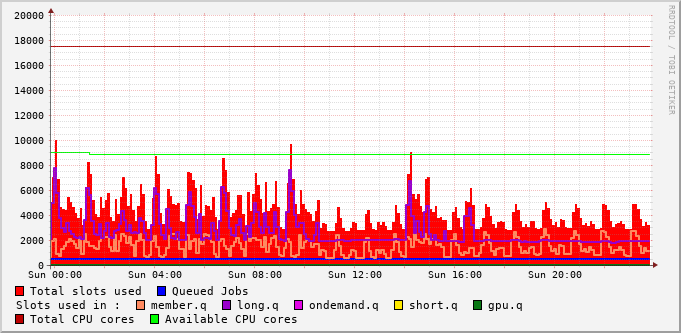 20000
18000
16000
14000
12000
10000
8000
6000
4000
2000
0
Sun 00:00 Sun 04:00 Sun 08:00 Sun 12:00 Sun 16:00 Sun 20:00
RRDTOOL / TOBI OETIKER
Total slots used Queued Jobs
Slots used in : member.q long.q ondemand.q short.q gpu.q
Total CPU cores Available CPU cores